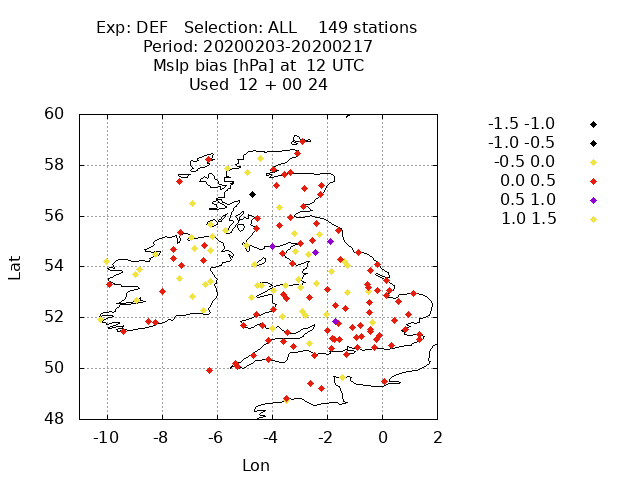 Exp: DEF Selection: ALL 149 stations
Period: 20200203-20200217
Mslp bias [hPa] at 12 UTC
Used 12 + 00 24
-1.5 -1.0
-1.0 -0.5
-0.5 0.0
0.0 0.5
0.5 1.0
1.0 1.5
60
58
56
54
52
50
48
Lat
-10 -8 -6 -4 -2 0 2
Lon